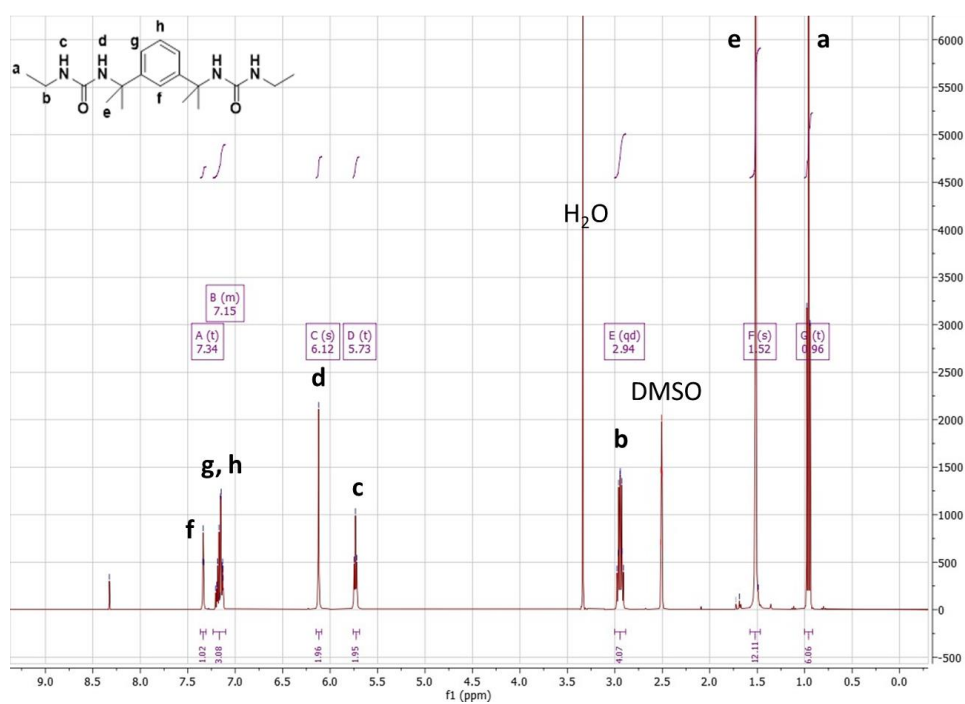 e
a
h
c
d
g
a
NH
NH
NH
NH
b
O
e
f
O
H2O
B (m)
7.15
A (t)
7.34
C (s)
6.12
D (t)
5.73
E (qd)
2.94
F (s)
1.52
G (t)
0.96
d
DMSO
g, h
b
c
f
6000
5500
5000
4500
4000
3500
3000
2500
2000
1500
1000
500
0
-500
1.02
3.08
1.96
1.95
4.07
12.11
6.06
9.0 8.5 8.0 7.5 7.0 6.5 6.0 5.5 5.0 4.5 4.0 3.5 3.0 2.5 2.0 1.5 1.0 0.5 0.0
f1 (ppm)